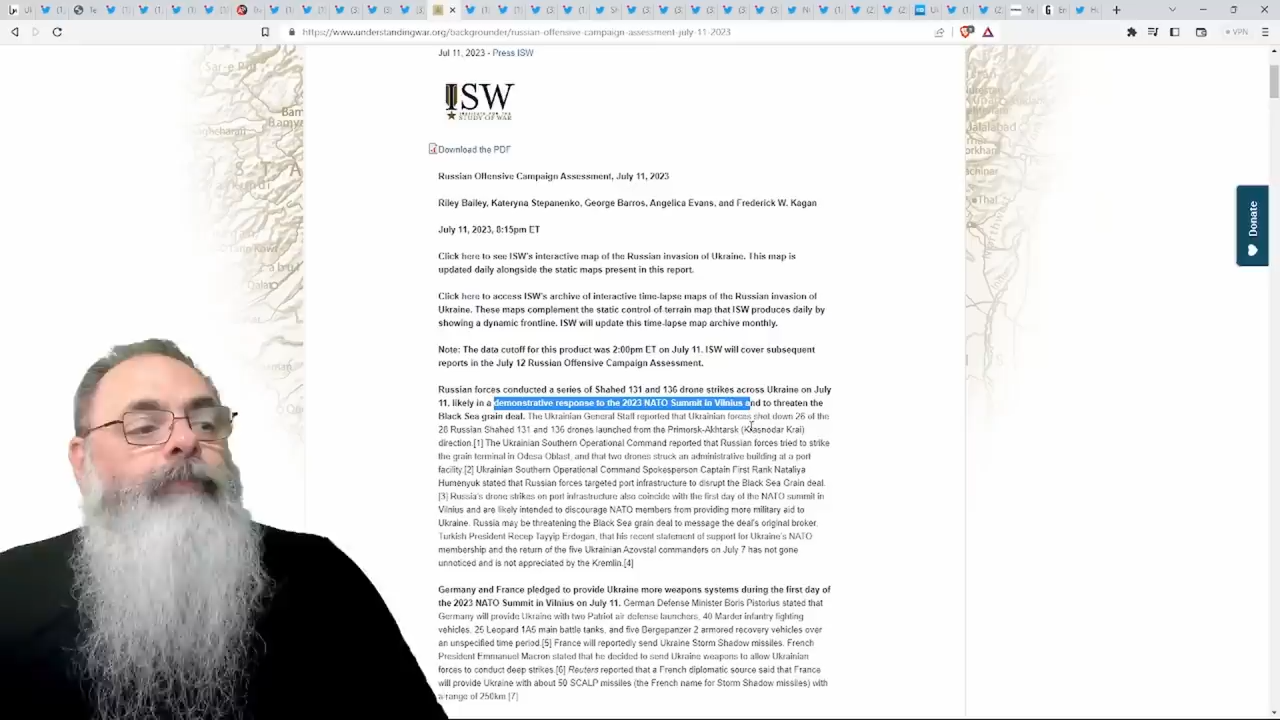 https://www.understandingwar.org/backgrounder/russian-offensive-campaign-assessment-july-11-2023
VPN
Jul 11, 2023 - Press ISW
ISW
INSTITUTE FOR THE
STUDY OF WAR
Download the PDF
Russian Offensive Campaign Assessment, July 11, 2023
Riley Bailey, Kateryna Stepanenko, George Barros, Angelica Evans, and Frederick W. Kagan
July 11, 2023, 8:15pm ET
Click here to see ISW's interactive map of the Russian invasion of Ukraine. This map is
updated daily alongside the static maps present in this report.
Click here to access ISW's archive of interactive time-lapse maps of the Russian invasion of
Ukraine. These maps complement the static control of terrain map that ISW produces daily by
showing a dynamic frontline. ISW will update this time-lapse map archive monthly.
Note: The data cutoff for this product was 2:00pm ET on July 11. ISW will cover subsequent
reports in the July 12 Russian Offensive Campaign Assessment.
Russian forces conducted a series of Shahed 131 and 136 drone strikes across Ukraine on July
11, likely in a demonstrative response to the 2023 NATO Summit in Vilnius and to threaten the
Black Sea grain deal. The Ukrainian General Staff reported that Ukrainian forces shot down 26 of the
28 Russian Shahed 131 and 136 drones launched from the Primorsk-Akhtarsk (Krasnodar Krai)
direction.[1] The Ukrainian Southern Operational Command reported that Russian forces tried to strike
the grain terminal in Odesa Oblast, and that two drones struck an administrative building at a port
facility.[2] Ukrainian Southern Operational Command Spokesperson Captain First Rank Nataliya
Humenyuk stated that Russian forces targeted port infrastructure to disrupt the Black Sea Grain deal.
[3] Russia's drone strikes on port infrastructure also coincide with the first day of the NATO summit in
Vilnius and are likely intended to discourage NATO members from providing more military aid to
Ukraine. Russia may be threatening the Black Sea grain deal to message the deal's original broker,
Turkish President Recep Tayyip Erdogan, that his recent statement of support for Ukraine's NATO
membership and the return of the five Ukrainian Azovstal commanders on July 7 has not gone
unnoticed and is not appreciated by the Kremlin.[4]
Germany and France pledged to provide Ukraine more weapons systems during the first day of
the 2023 NATO Summit in Vilnius on July 11. German Defense Minister Boris Pistorius stated that
Germany will provide Ukraine with two Patriot air defense launchers, 40 Marder infantry fighting
vehicles, 25 Leopard 1A5 main battle tanks, and five Bergepanzer 2 armored recovery vehicles over
an unspecified time period.[5] France will reportedly send Ukraine Storm Shadow missiles. French
President Emmanuel Macron stated that he decided to send Ukraine weapons to allow Ukrainian
forces to conduct deep strikes.[6] Reuters reported that a French diplomatic source said that France
will provide Ukraine with about 50 SCALP missiles (the French name for Storm Shadow missiles) with
a range of 250km.[7]
Donate